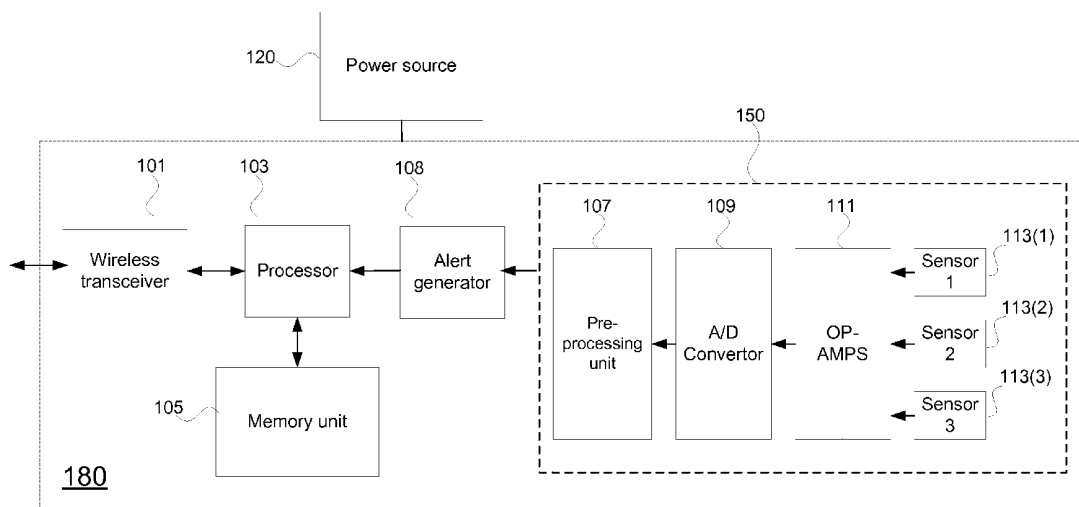 120
Power source
150
101
103
108
107
109
111
113(1)
Wireless
transceiver
Processor
Alert
generator
Pre-
processing
unit
A/D
Convertor
OP-
AMPS
Sensor
1
113(2)
Sensor
2
113(3)
Sensor
3
105
Memory unit
180